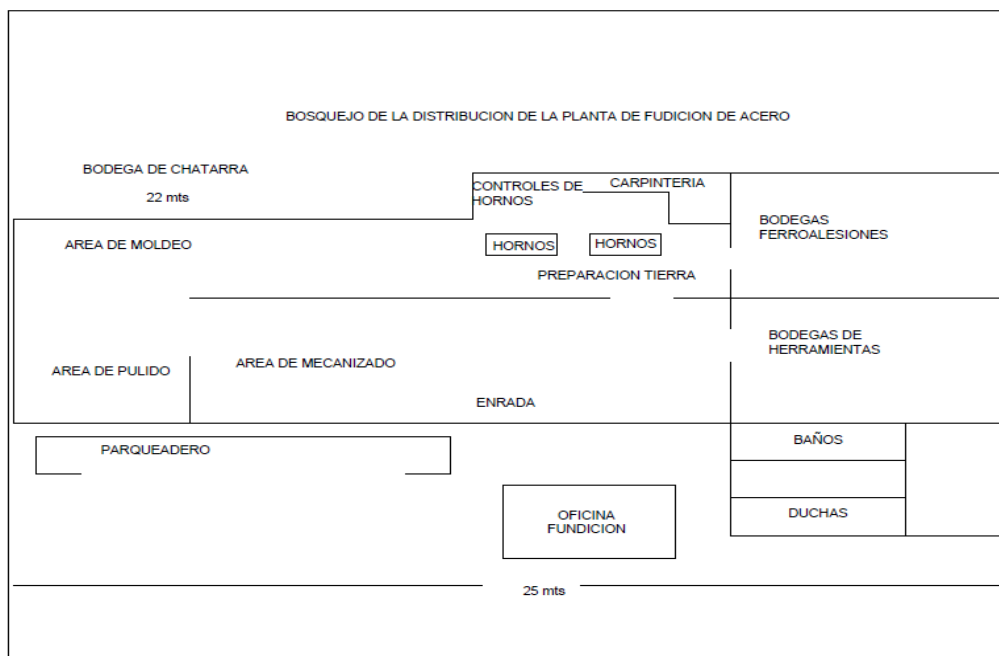 BOSQUEJO DE LA DISTRIBUCION DE LA PLANTA DE FUDICION DE ACERO
BODEGA DE CHATARRA
22 mts
CONTROLES DE
HORNOS
CARPINTERIA
BODEGAS
FERROALESIONES
AREA DE MOLDEO
HORNOS
HORNOS
PREPARACION TIERRA
BODEGAS DE
HERRAMIENTAS
AREA DE PULIDO
AREA DE MECANIZADO
ENRADA
PARQUEADERO
BAÑOS
OFICINA
FUNDICION
DUCHAS
25 mts